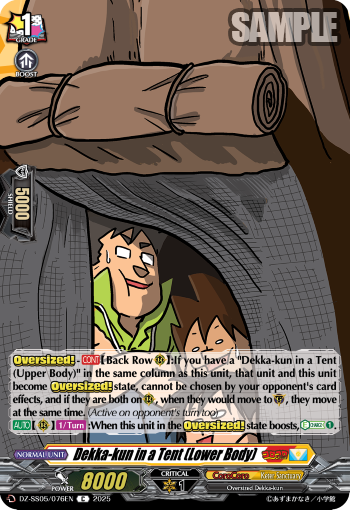 SAMPLE
1
GRADE
BOOST
5000
SHIELD
Oversized! - CONT [Back Row]: If you have a "Dekka-kun in a Tent
(Upper Body)" in the same column as this unit, that unit and this unit
become Oversized! state, cannot be chosen by your opponent's card
effects, and if they are both on , when they would move to , they move
at the same time. (Active on opponent's turn too)
AUTO 1/Turn :When this unit in the Oversized! state boosts, 1.
NORMAL UNIT Dekka-kun in a Tent (Lower Body)
POWER 8000 CRITICAL 1 CoroCoro
Oversized Dekka-kun
DZ-SS05/076EN C 2025 ©あずまかなき／小学館